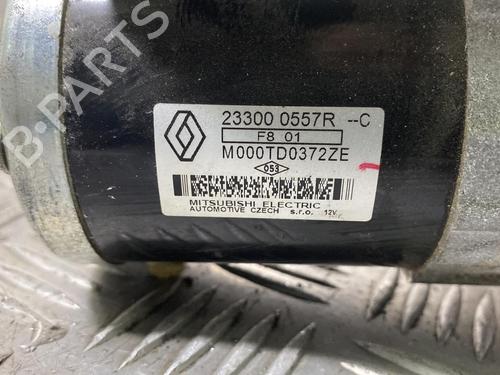 B-PARTS
23300 0557R --C
F8 01
M000TD0372ZE
053
MITSUBISHI ELECTRIC
AUTOMOTIVE CZECH s.r.o. 12V